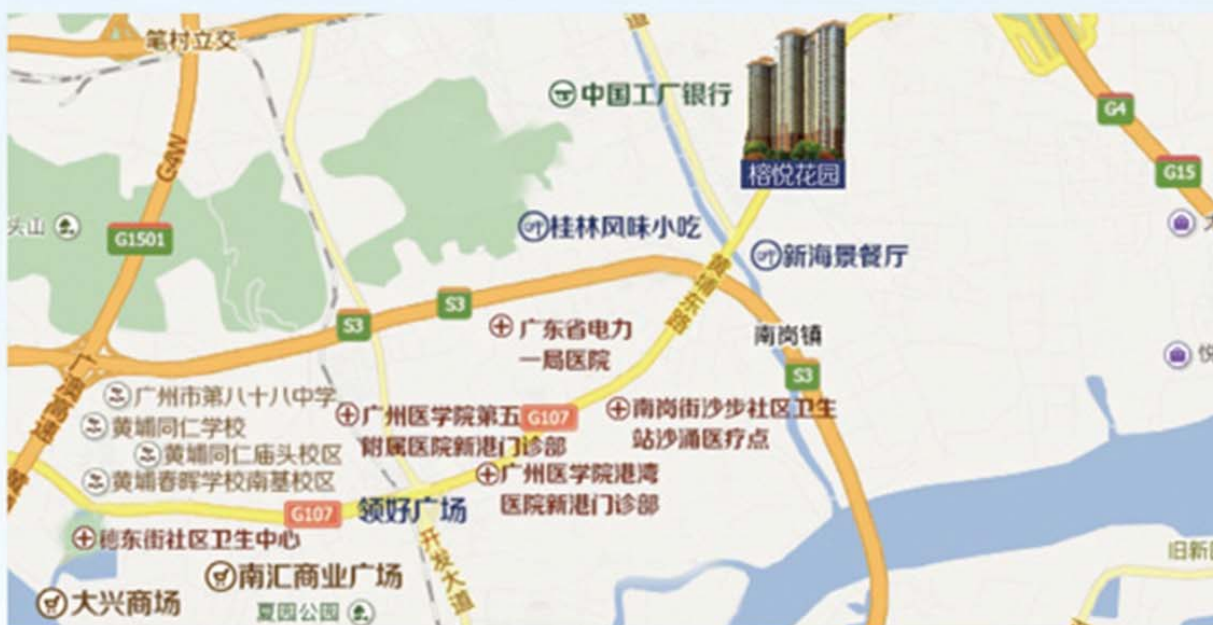 笔村立交
中国工厂银行
G4
榕悦花园
G15
G4W
头山
G1501
桂林风味小吃
新海景餐厅
黄埔东路
S3
S3
广东省电力
一局医院
南岗镇
悦
S3
广州市第八十八中学
广州医学院第五
附属医院新港门诊部
G107
南岗街沙步社区卫生
站沙涌医疗点
黄埔同仁学校
黄埔同仁庙头校区
黄埔春晖学校南基校区
广州医学院港湾
医院新港门诊部
G107
领好广场
穗东街社区卫生中心
开发大道
旧新
南汇商业广场
大兴商场
夏园公园